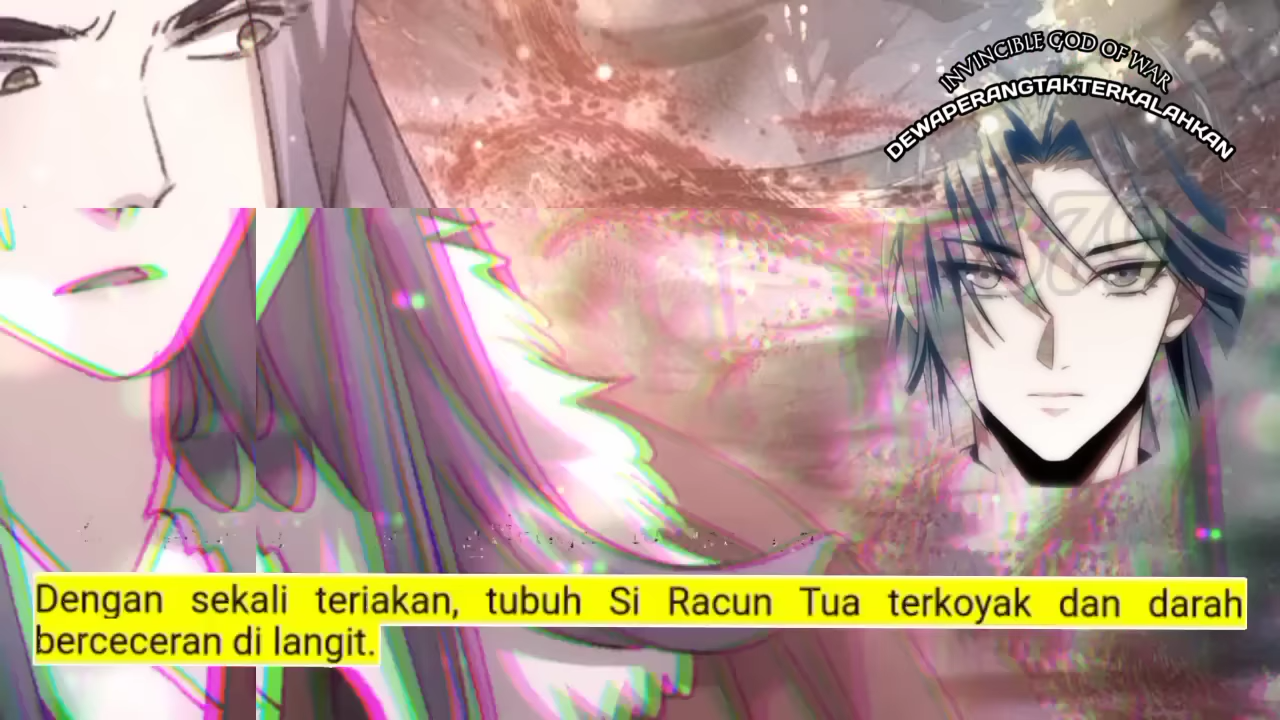 INVINCIBLE GOD OF WAR
DEWAPERANGTAKTERKALAHKAN
Dengan sekali teriakan, tubuh Si Racun Tua terkoyak dan darah
berceceran di langit.